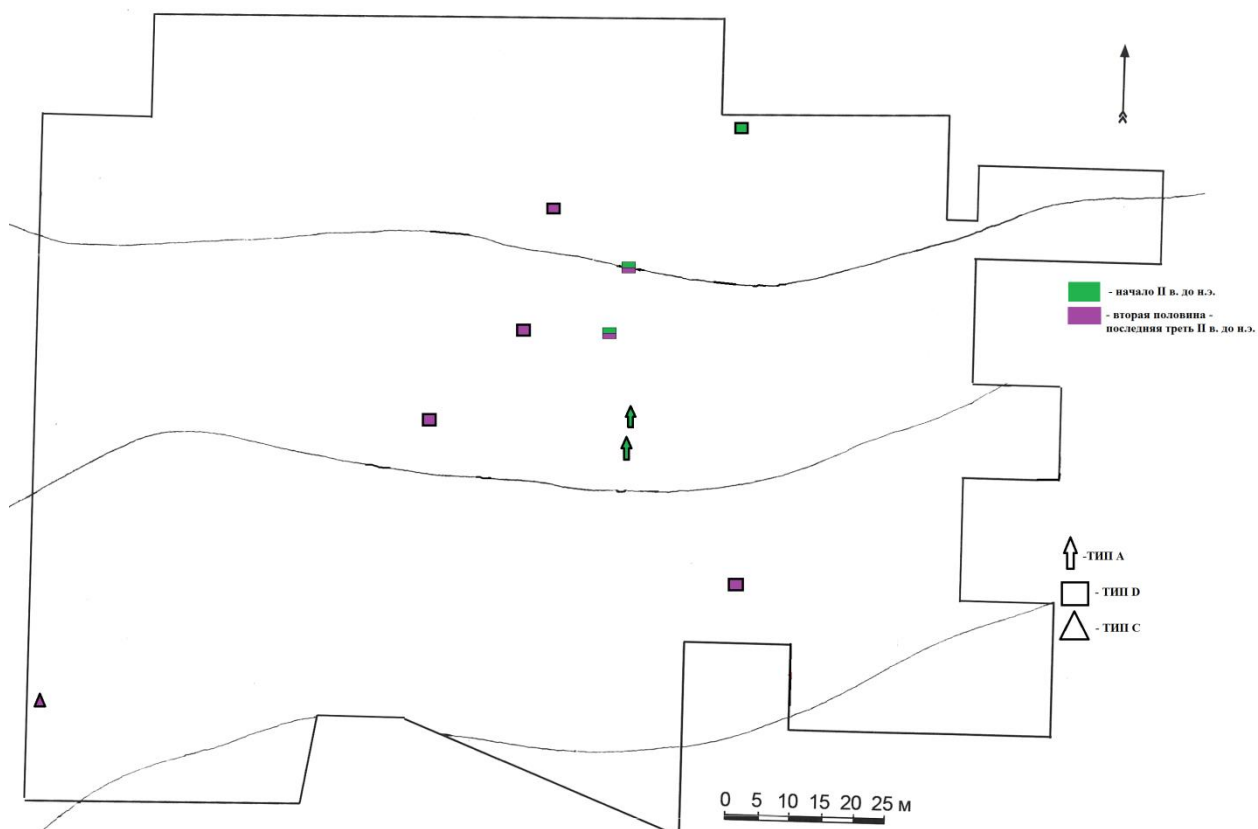 - начало II в. до н.э.
- вторая половина -
последняя треть II в. до н.э.
-ТИП А
- ТИП D
- ТИП С
0 5 10 15 20 25 м